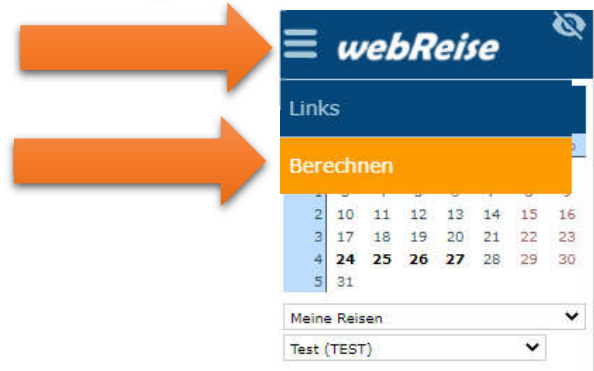 webReise
Links
Berechnen
2 10 11 12 13 14 15 16
3 17 18 19 20 21 22 23
4 24 25 26 27 28 29 30
5 31
Meine Reisen
Test (TEST)